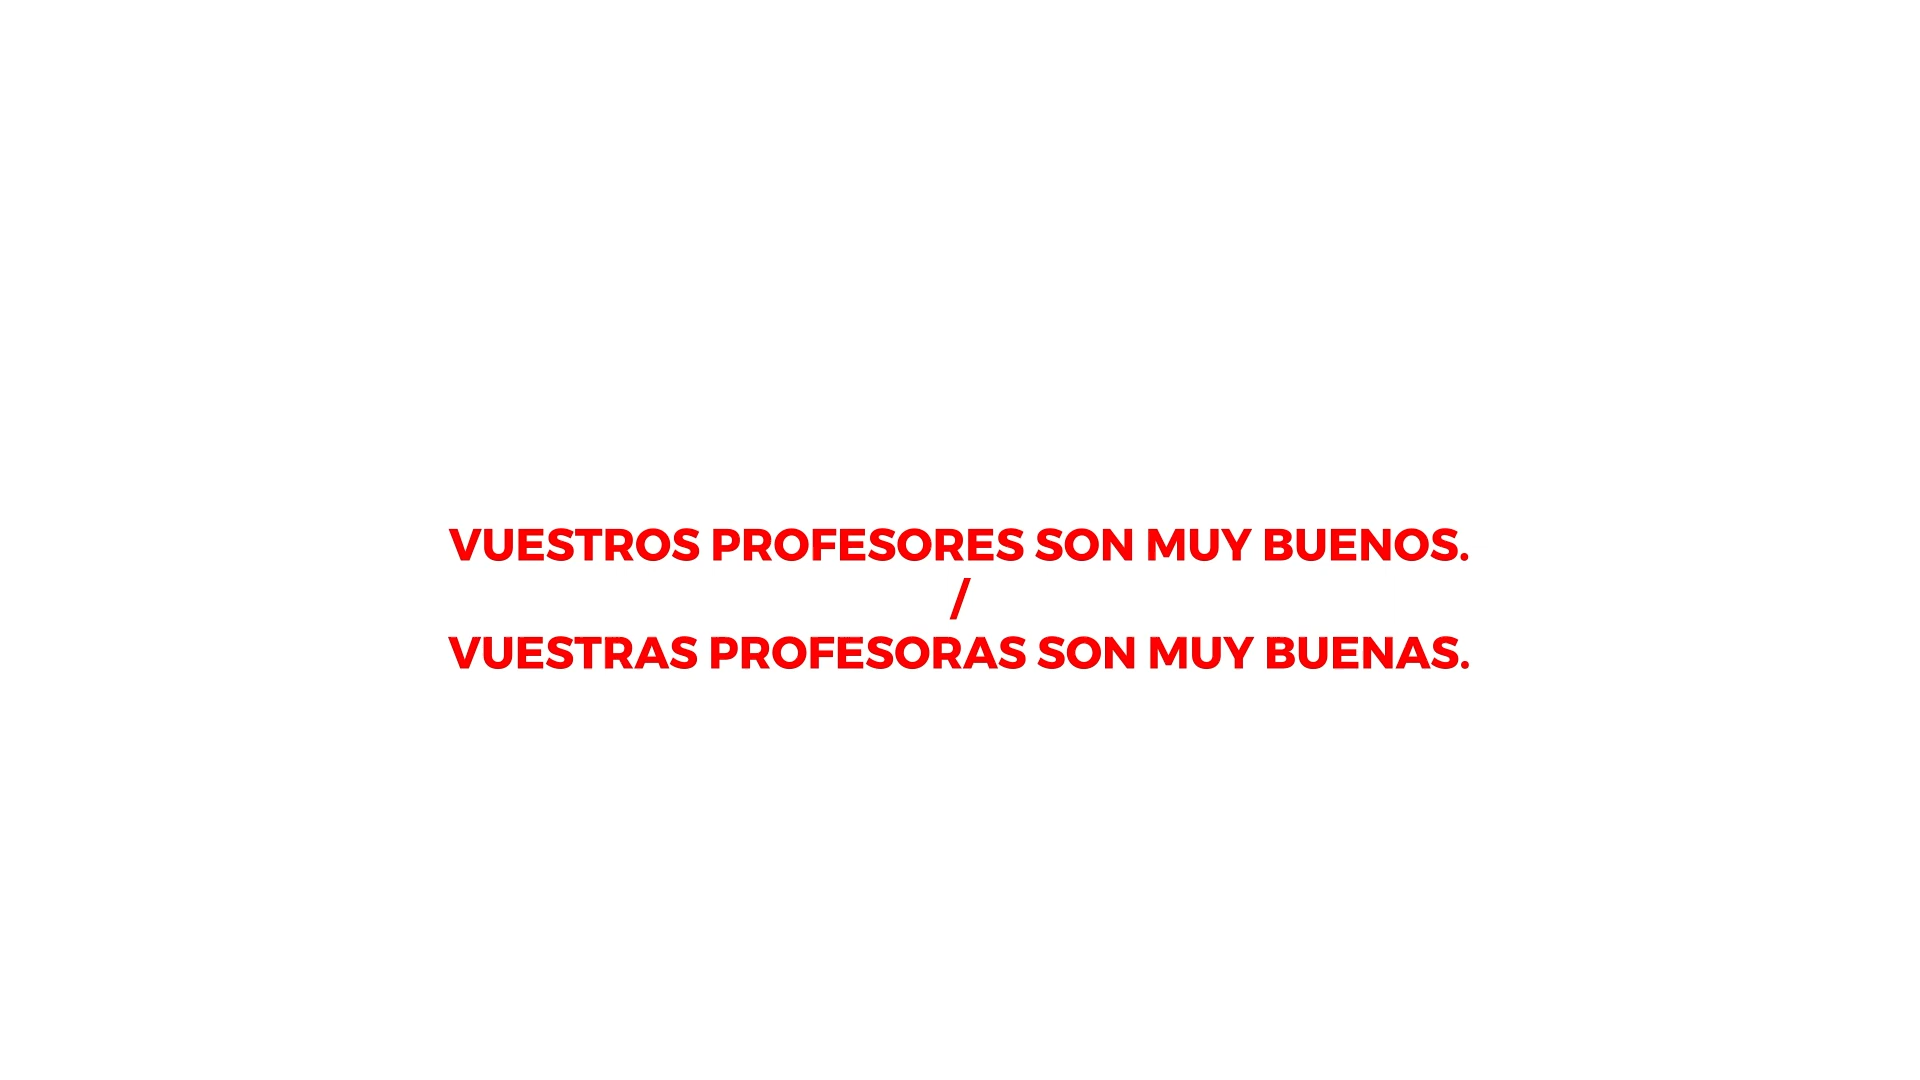 VUESTROS PROFESORES SON MUY BUENOS.
/
VUESTRAS PROFESORAS SON MUY BUENAS.